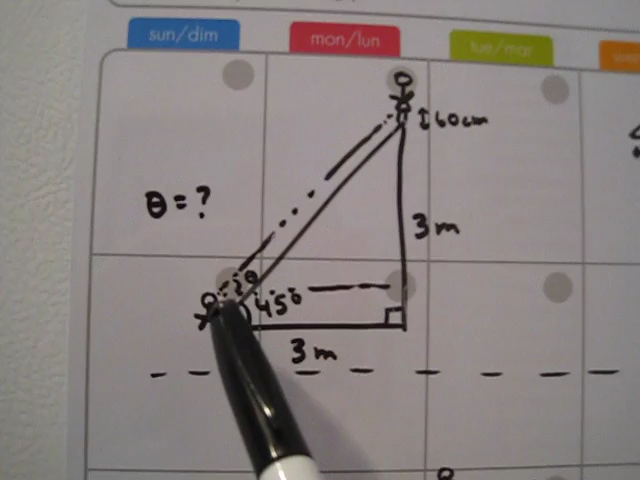 sun/dim
mon/lun
tue/mar
60cm
θ = ?
3 m
θ
45°
3 m